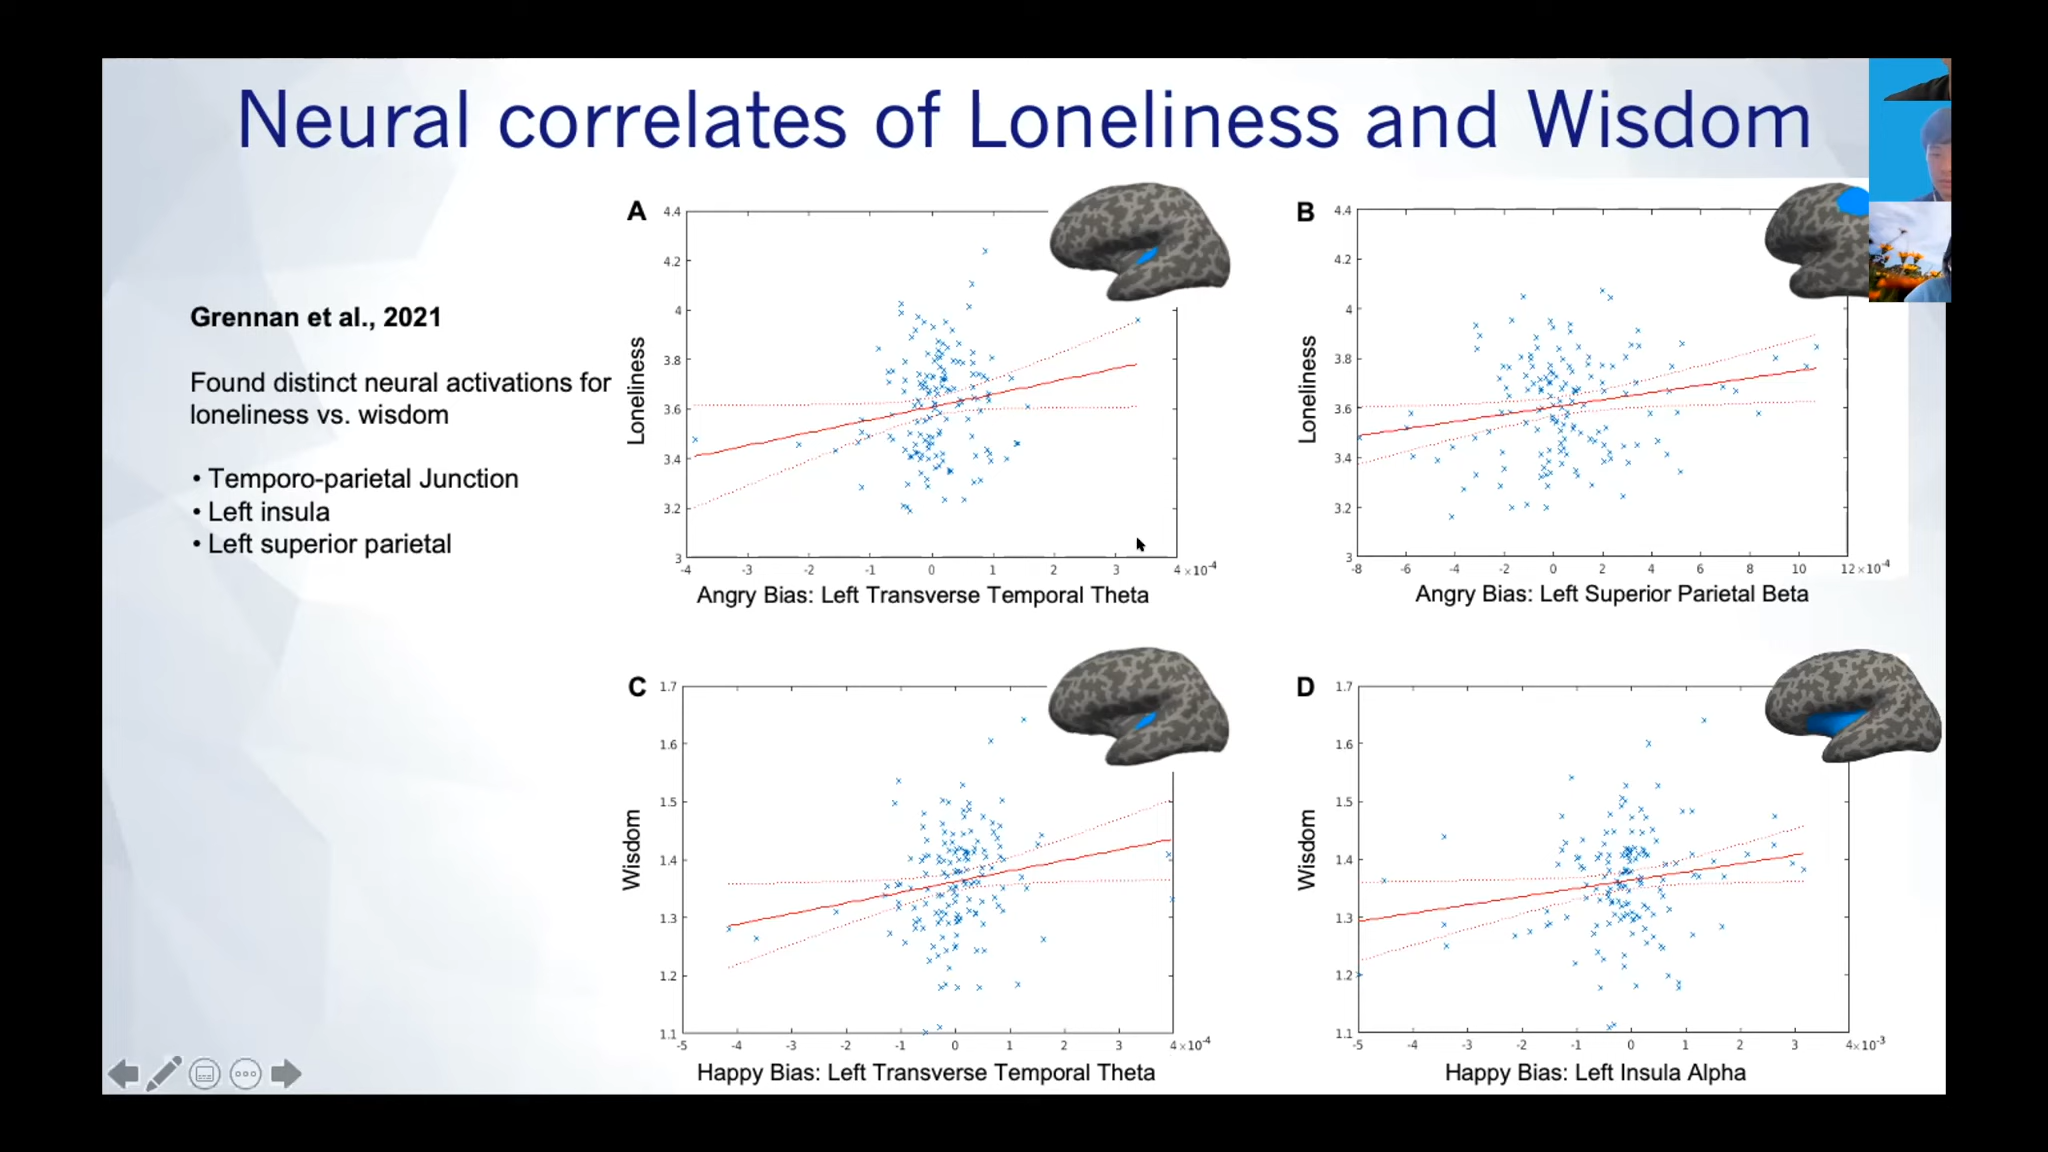 Neural correlates of Loneliness and Wisdom
Grennan et al., 2021
Found distinct neural activations for
loneliness vs. wisdom
• Temporo-parietal Junction
• Left insula
• Left superior parietal
A
4.4
4.2
4
3.8
3.6
3.4
3.2
3
Loneliness
-4 -3 -2 -1 0 1 2 3 4 ×10-4
Angry Bias: Left Transverse Temporal Theta
B
4.4
4.2
4
3.8
3.6
3.4
3.2
3
Loneliness
-8 -6 -4 -2 0 2 4 6 8 10 12 ×10-4
Angry Bias: Left Superior Parietal Beta
C
1.7
1.6
1.5
1.4
1.3
1.2
1.1
Wisdom
-5 -4 -3 -2 -1 0 1 2 3 4 ×10-4
Happy Bias: Left Transverse Temporal Theta
D
1.7
1.6
1.5
1.4
1.3
1.2
1.1
Wisdom
-5 -4 -3 -2 -1 0 1 2 3 4×10-3
Happy Bias: Left Insula Alpha